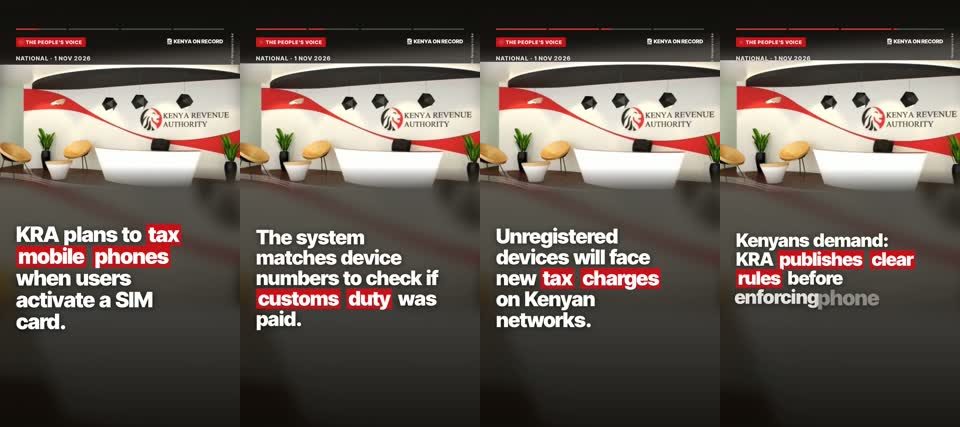 THE PEOPLE'S VOICE
KENYA ON RECORD
NATIONAL · 1 NOV 2026
KENYA REVENUE
AUTHORITY
KRA plans to tax
mobile phones
when users
activate a SIM
card.
THE PEOPLE'S VOICE
KENYA ON RECORD
NATIONAL · 1 NOV 2026
KENYA REVENUE
AUTHORITY
The system
matches device
numbers to check if
customs duty was
paid.
THE PEOPLE'S VOICE
KENYA ON RECORD
NATIONAL · 1 NOV 2026
KENYA REVENUE
AUTHORITY
Unregistered
devices will face
new tax charges
on Kenyan
networks.
THE PEOPLE'S VOICE
KENYA ON RECORD
NATIONAL · 1 NOV 2026
KENYA REVENUE
AUTHORITY
Kenyans demand:
KRA publishes clear
rules before
enforcing phone